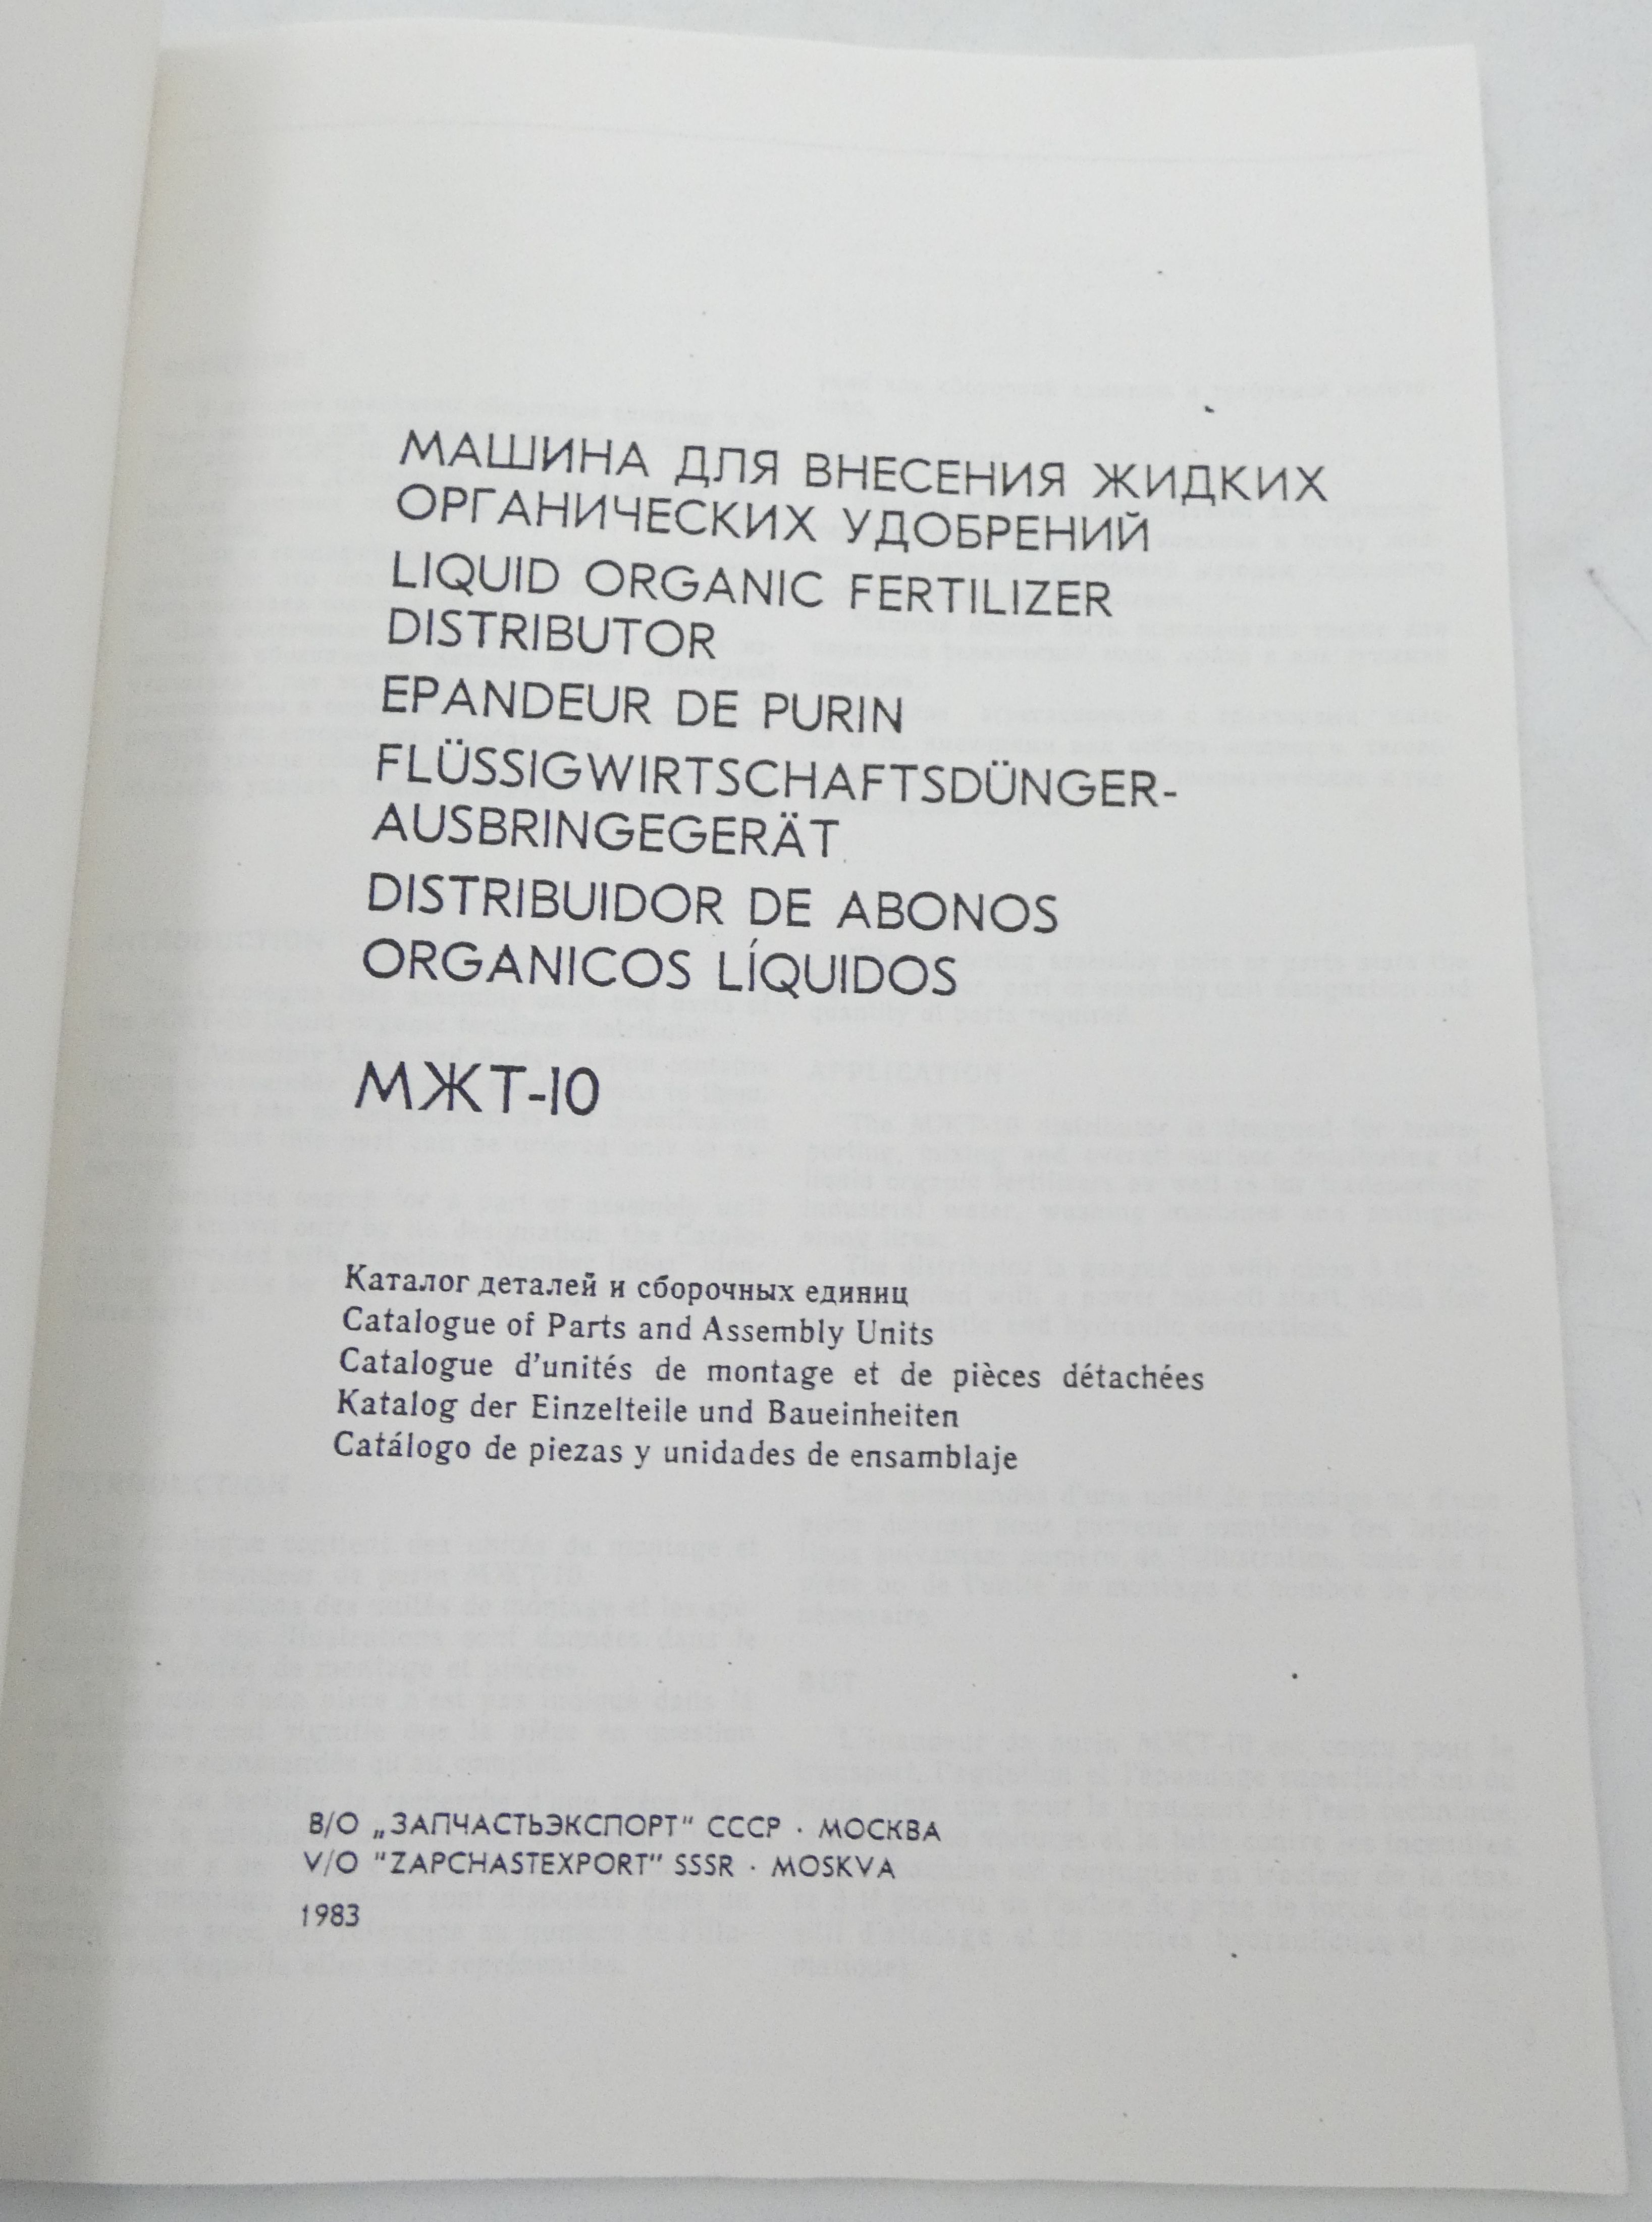 МАШИНА ДЛЯ ВНЕСЕНИЯ ЖИДКИХ
ОРГАНИЧЕСКИХ УДОБРЕНИЙ
LIQUID ORGANIC FERTILIZER
DISTRIBUTOR
EPANDEUR DE PURIN
FLÜSSIGWIRTSCHAFTSDÜNGER-
AUSBRINGEGERÄT
DISTRIBUIDOR DE ABONOS
ORGANICOS LÍQUIDOS
МЖТ-10
Каталог деталей и сборочных единиц
Catalogue of Parts and Assembly Units
Catalogue d'unités de montage et de pièces détachées
Katalog der Einzelteile und Baueinheiten
Catálogo de piezas y unidades de ensamblaje
В/О „ЗАПЧАСТЬЭКСПОРТ" СССР · МОСКВА
V/O "ZAPCHASTEXPORT" SSSR · MOSKVA
1983